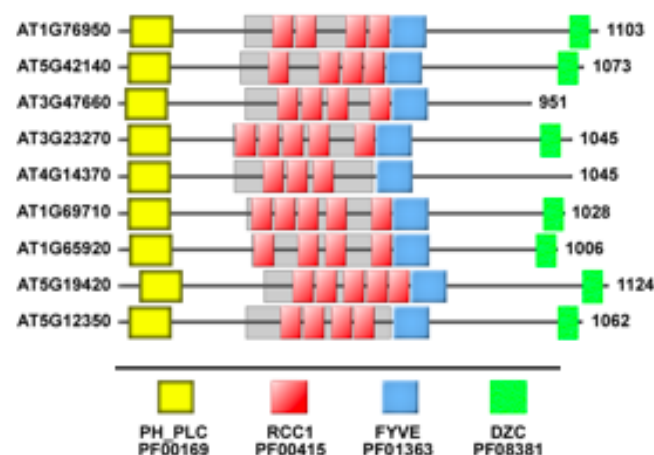 AT1G76950 1103
AT5G42140 1073
AT3G47660 951
AT3G23270 1045
AT4G14370 1045
AT1G69710 1028
AT1G65920 1006
AT5G19420 1124
AT5G12350 1062
PH_PLC RCC1 FYVE DZC
PF00169 PF00415 PF01363 PF08381